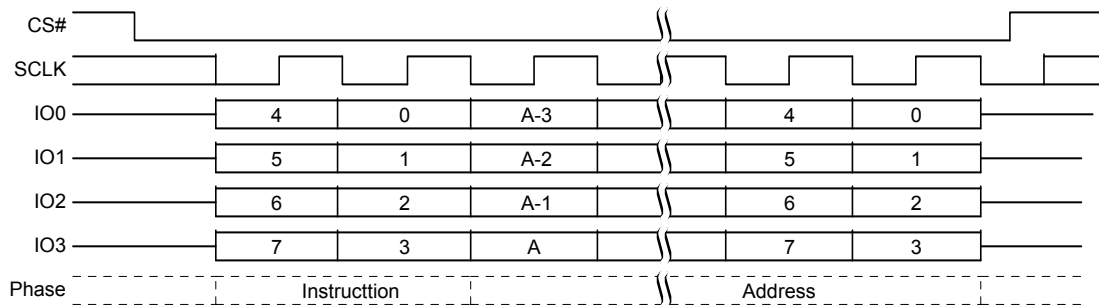 CS#
SCLK
IO0 4 0 A-3 4 0
IO1 5 1 A-2 5 1
IO2 6 2 A-1 6 2
IO3 7 3 A 7 3
Phase Instructtion Address